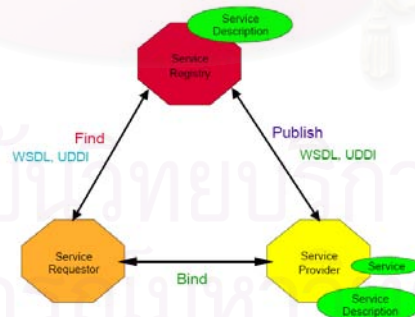 Service
Description
Service
Registry
Find
WSDL, UDDI
Publish
WSDL, UDDI
Service
Requestor
Bind
Service
Provider
Service
Service
Description